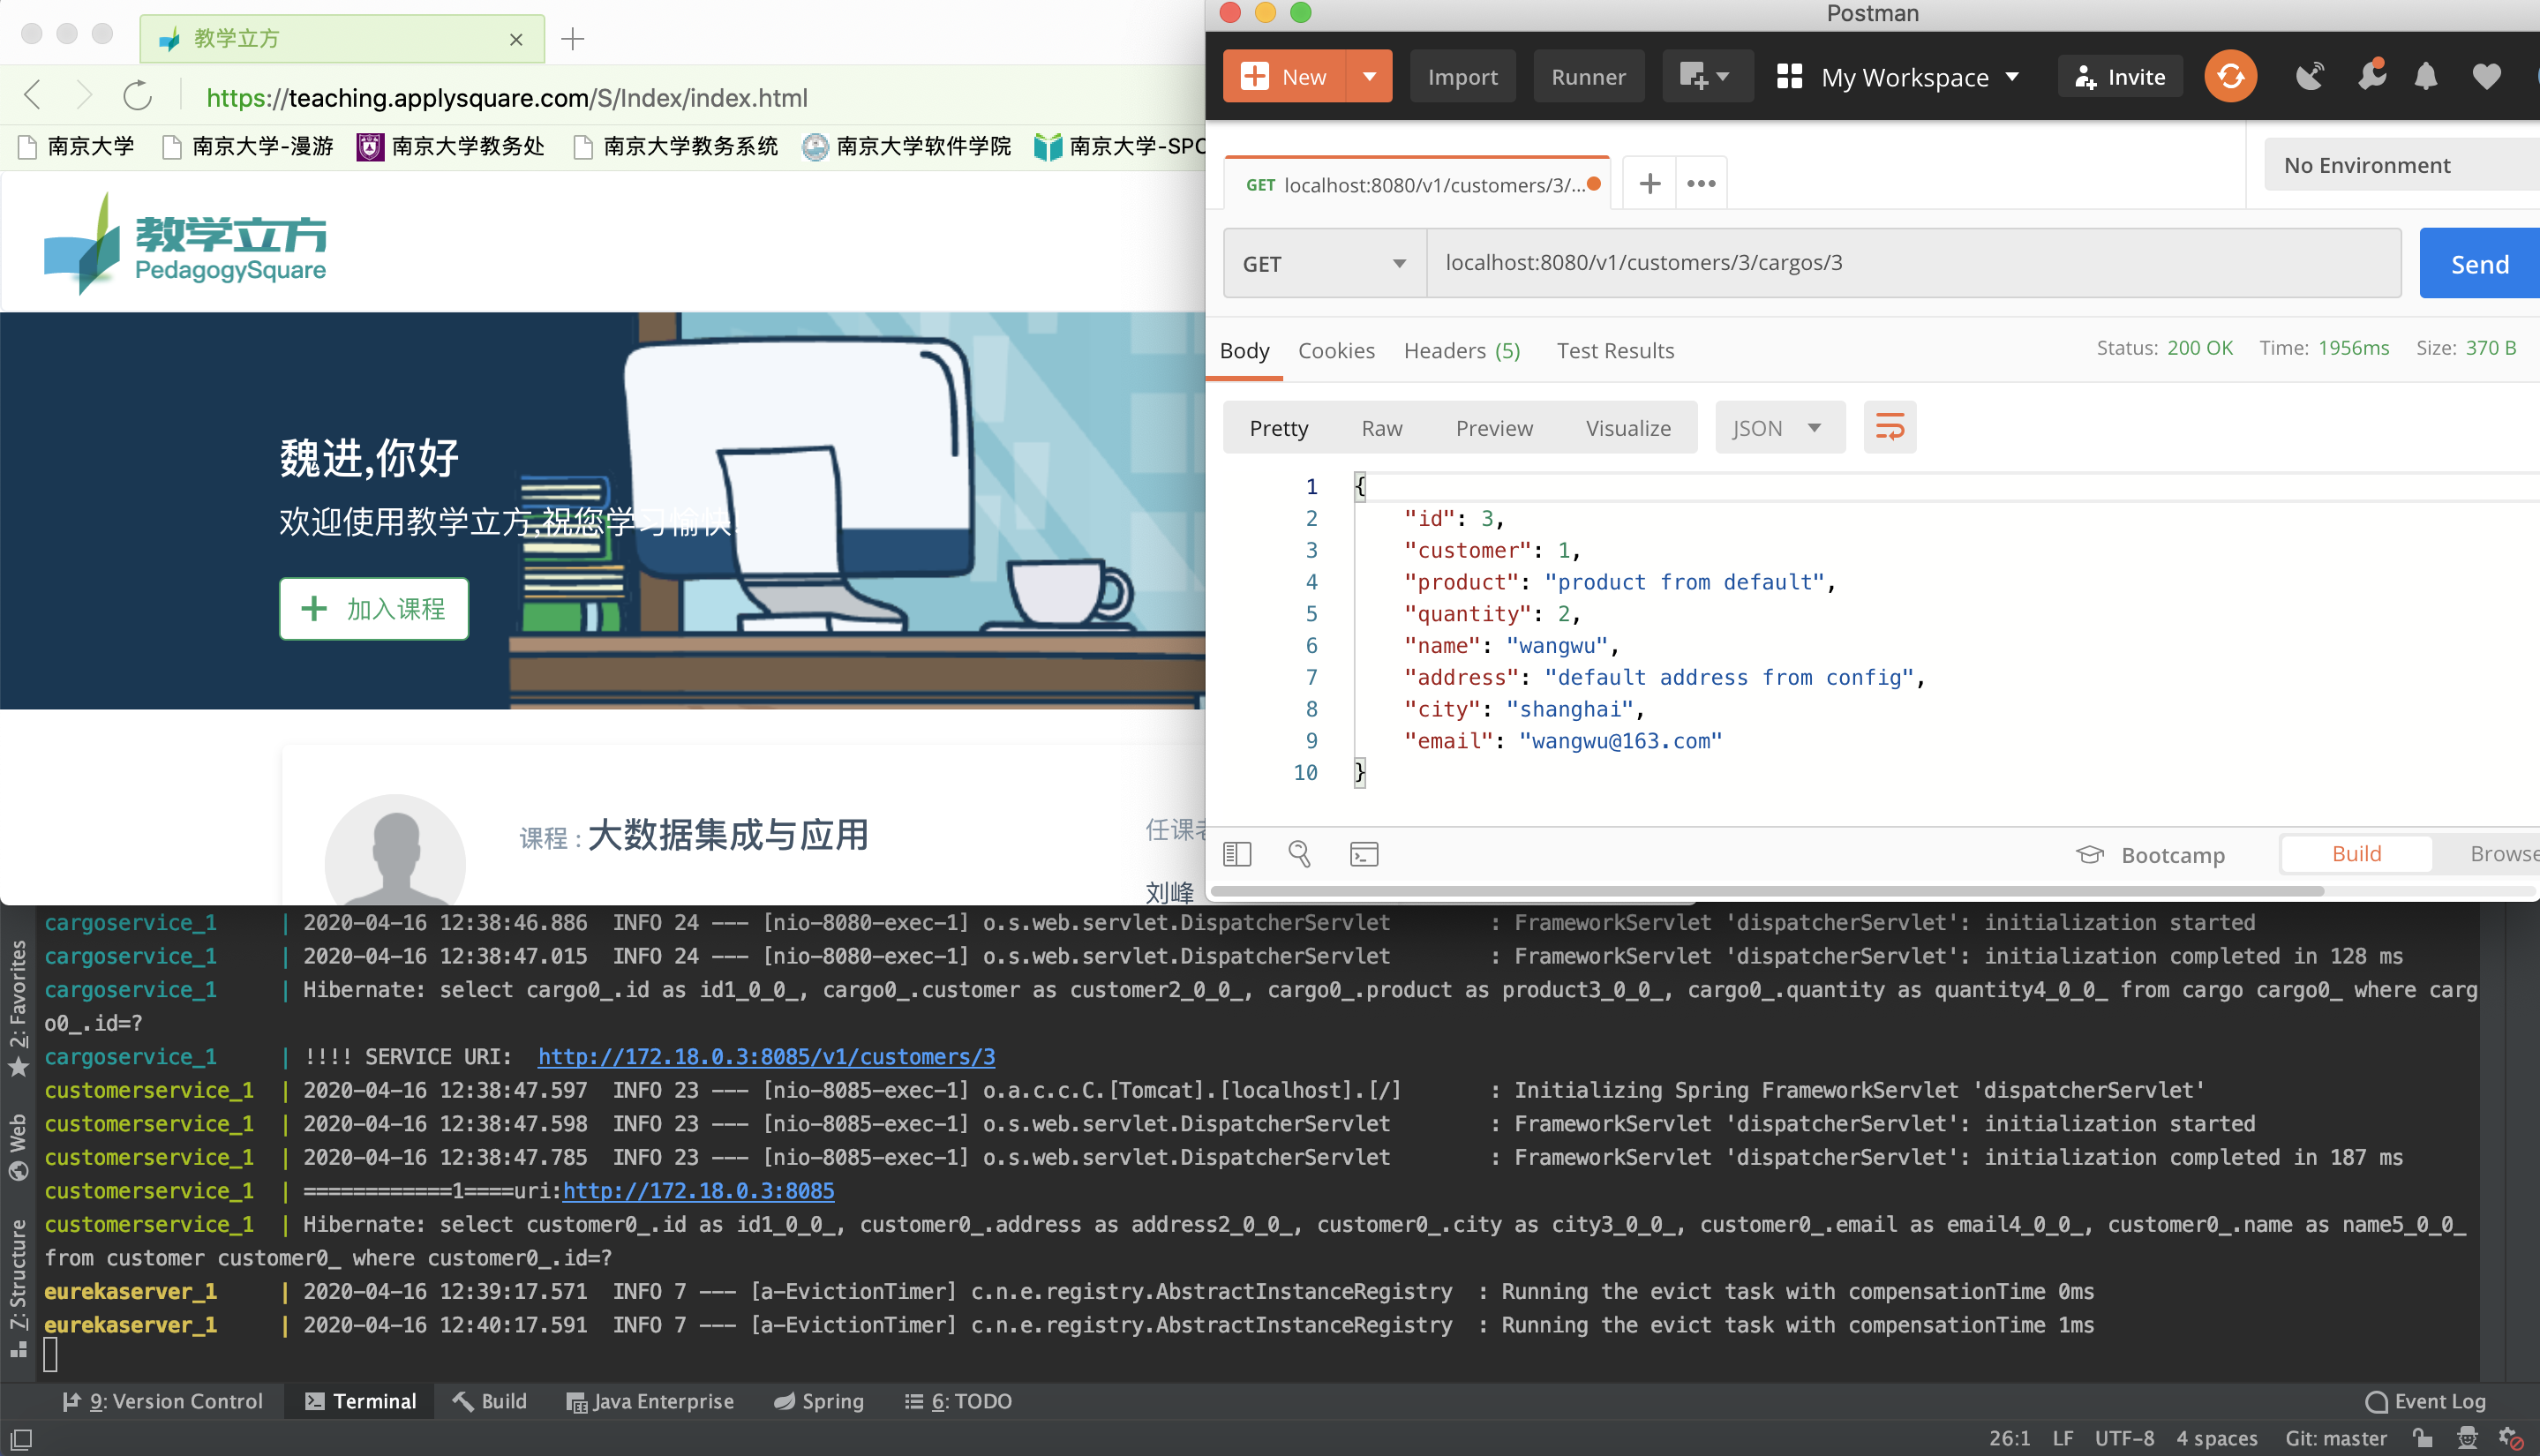 教学立方
https://teaching.applysquare.com/S/Index/index.html
南京大学 南京大学-漫游 南京大学教务处 南京大学教务系统 南京大学软件学院 南京大学-SPO
教学立方
PedagogySquare
魏进,你好
欢迎使用教学立方,祝您学习愉快!
加入课程
课程 : 大数据集成与应用
任课老
刘峰
Postman
New Import Runner My Workspace Invite
GET localhost:8080/v1/customers/3/...
No Environment
GET localhost:8080/v1/customers/3/cargos/3 Send
Body Cookies Headers (5) Test Results Status: 200 OK Time: 1956ms Size: 370 B
Pretty Raw Preview Visualize JSON
1 {
2 "id": 3,
3 "customer": 1,
4 "product": "product from default",
5 "quantity": 2,
6 "name": "wangwu",
7 "address": "default address from config",
8 "city": "shanghai",
9 "email": "wangwu@163.com"
10 }
Bootcamp Build Browse
cargoservice_1 | 2020-04-16 12:38:46.886 INFO 24 --- [nio-8080-exec-1] o.s.web.servlet.DispatcherServlet : FrameworkServlet 'dispatcherServlet': initialization started
cargoservice_1 | 2020-04-16 12:38:47.015 INFO 24 --- [nio-8080-exec-1] o.s.web.servlet.DispatcherServlet : FrameworkServlet 'dispatcherServlet': initialization completed in 128 ms
cargoservice_1 | Hibernate: select cargo0_.id as id1_0_0_, cargo0_.customer as customer2_0_0_, cargo0_.product as product3_0_0_, cargo0_.quantity as quantity4_0_0_ from cargo cargo0_ where carg
o0_.id=?
cargoservice_1 | !!!! SERVICE URI: http://172.18.0.3:8085/v1/customers/3
customerservice_1 | 2020-04-16 12:38:47.597 INFO 23 --- [nio-8085-exec-1] o.a.c.c.C.[Tomcat].[localhost].[/] : Initializing Spring FrameworkServlet 'dispatcherServlet'
customerservice_1 | 2020-04-16 12:38:47.598 INFO 23 --- [nio-8085-exec-1] o.s.web.servlet.DispatcherServlet : FrameworkServlet 'dispatcherServlet': initialization started
customerservice_1 | 2020-04-16 12:38:47.785 INFO 23 --- [nio-8085-exec-1] o.s.web.servlet.DispatcherServlet : FrameworkServlet 'dispatcherServlet': initialization completed in 187 ms
customerservice_1 | ============1====uri:http://172.18.0.3:8085
customerservice_1 | Hibernate: select customer0_.id as id1_0_0_, customer0_.address as address2_0_0_, customer0_.city as city3_0_0_, customer0_.email as email4_0_0_, customer0_.name as name5_0_0_
from customer customer0_ where customer0_.id=?
eurekaserver_1 | 2020-04-16 12:39:17.571 INFO 7 --- [a-EvictionTimer] c.n.e.registry.AbstractInstanceRegistry : Running the evict task with compensationTime 0ms
eurekaserver_1 | 2020-04-16 12:40:17.591 INFO 7 --- [a-EvictionTimer] c.n.e.registry.AbstractInstanceRegistry : Running the evict task with compensationTime 1ms
2: Favorites
Web
7: Structure
9: Version Control Terminal Build Java Enterprise Spring 6: TODO Event Log
26:1 LF UTF-8 4 spaces Git: master